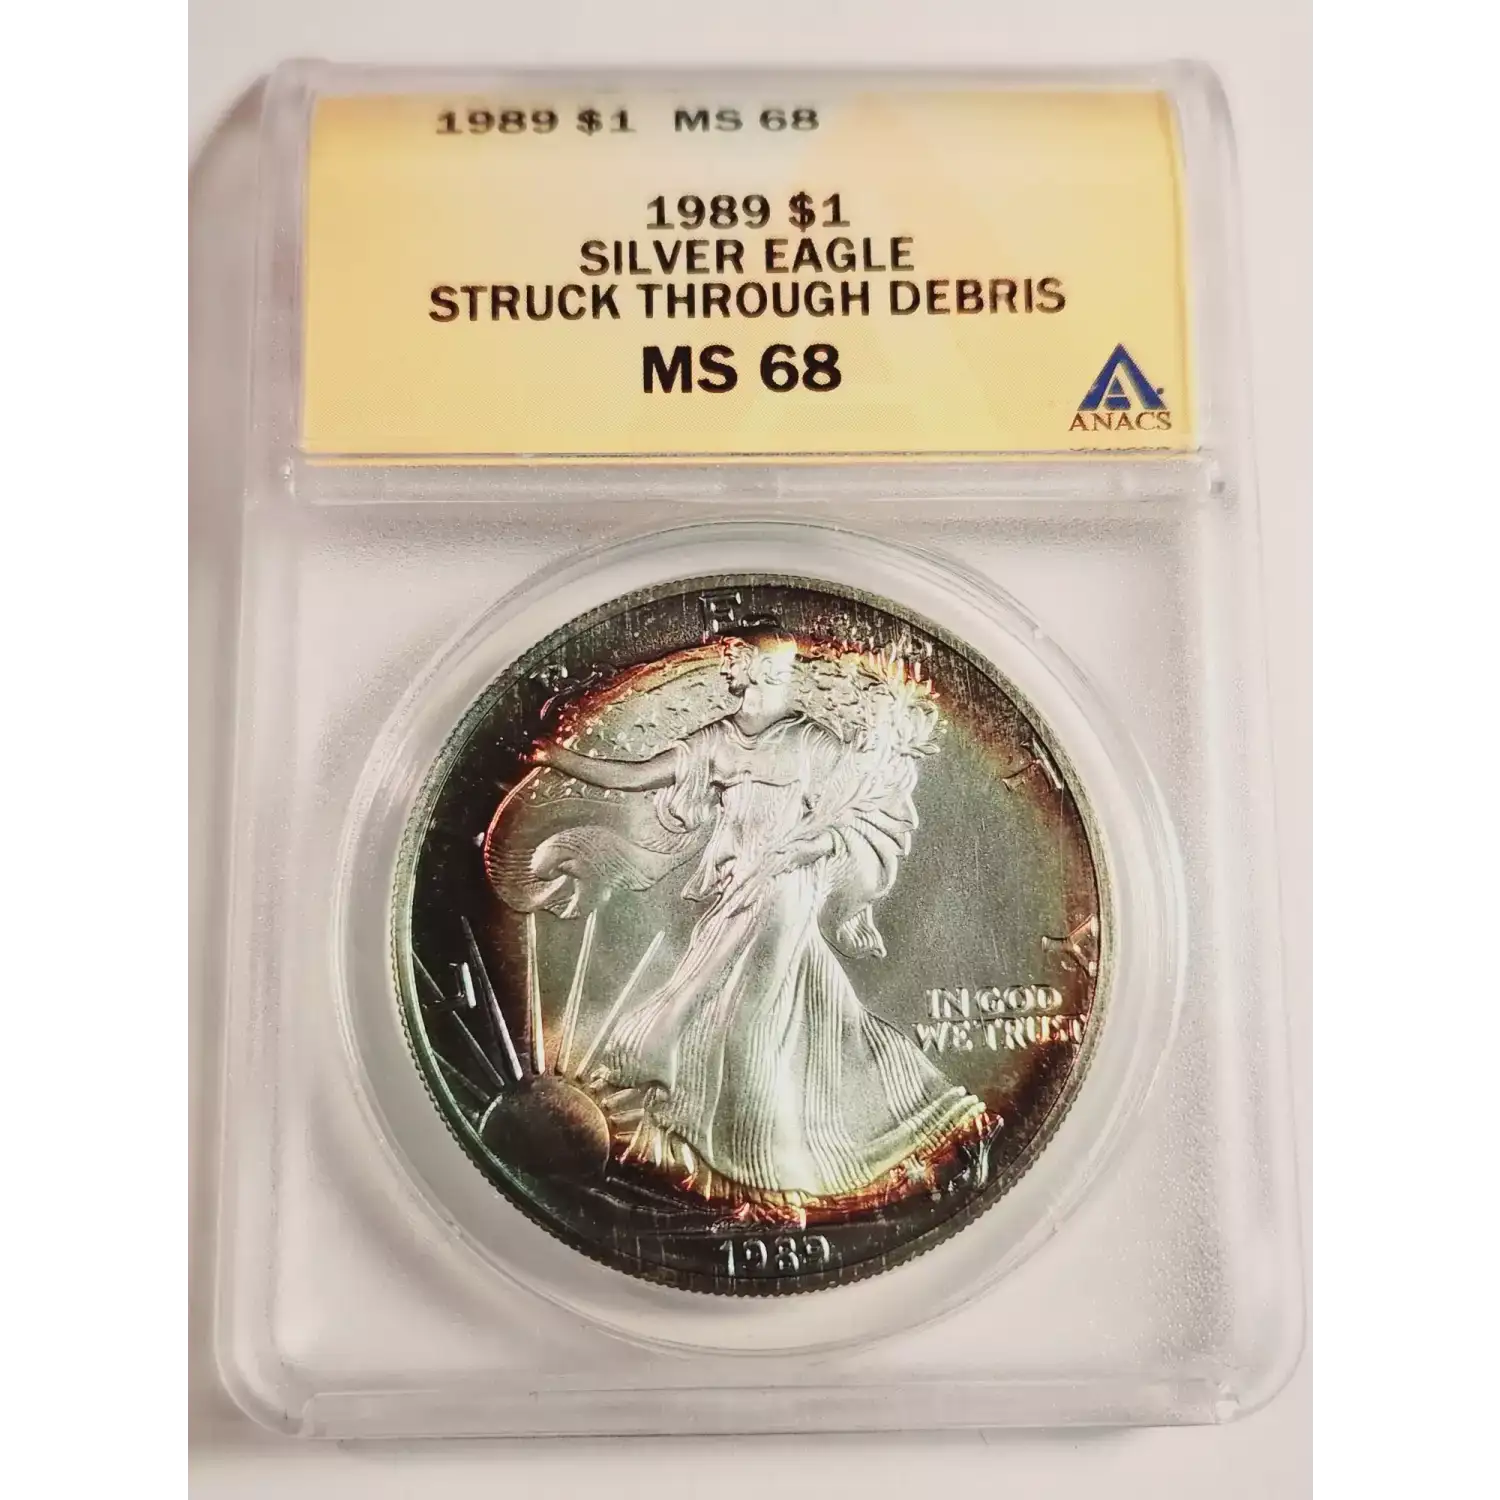 1989 $1 MS 68
1989 $1
SILVER EAGLE
STRUCK THROUGH DEBRIS
MS 68
ANACS
L I B E R T Y
IN GOD
WE TRUST
1989